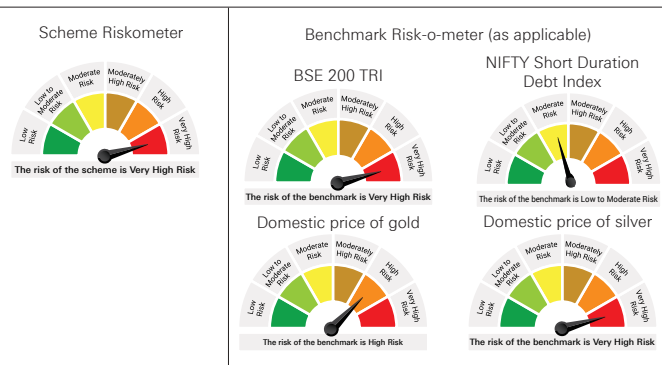 Scheme Riskometer
Low
Risk
Low to
Moderate
Risk
Moderate
Risk
Moderately
High Risk
High
Risk
Very High
Risk
The risk of the scheme is Very High Risk
Benchmark Risk-o-meter (as applicable)
BSE 200 TRI
Low
Risk
Low to
Moderate
Risk
Moderate
Risk
Moderately
High Risk
High
Risk
Very High
Risk
The risk of the benchmark is Very High Risk
NIFTY Short Duration
Debt Index
Low
Risk
Low to
Moderate
Risk
Moderate
Risk
Moderately
High Risk
High
Risk
Very High
Risk
The risk of the benchmark is Low to Moderate Risk
Domestic price of gold
Low
Risk
Low to
Moderate
Risk
Moderate
Risk
Moderately
High Risk
High
Risk
Very High
Risk
The risk of the benchmark is High Risk
Domestic price of silver
Low
Risk
Low to
Moderate
Risk
Moderate
Risk
Moderately
High Risk
High
Risk
Very High
Risk
The risk of the benchmark is Very High Risk